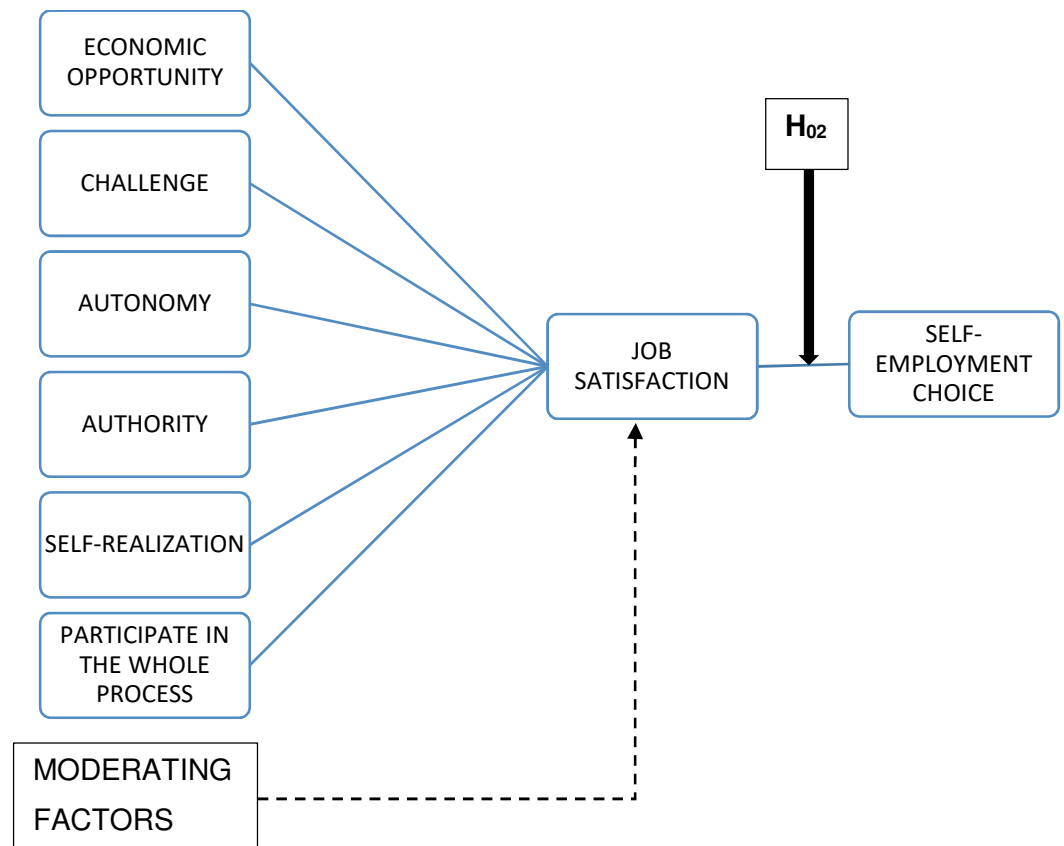 ECONOMIC
OPPORTUNITY
CHALLENGE
AUTONOMY
AUTHORITY
SELF-REALIZATION
PARTICIPATE IN
THE WHOLE
PROCESS
MODERATING
FACTORS
JOB
SATISFACTION
H₀₂
SELF-
EMPLOYMENT
CHOICE